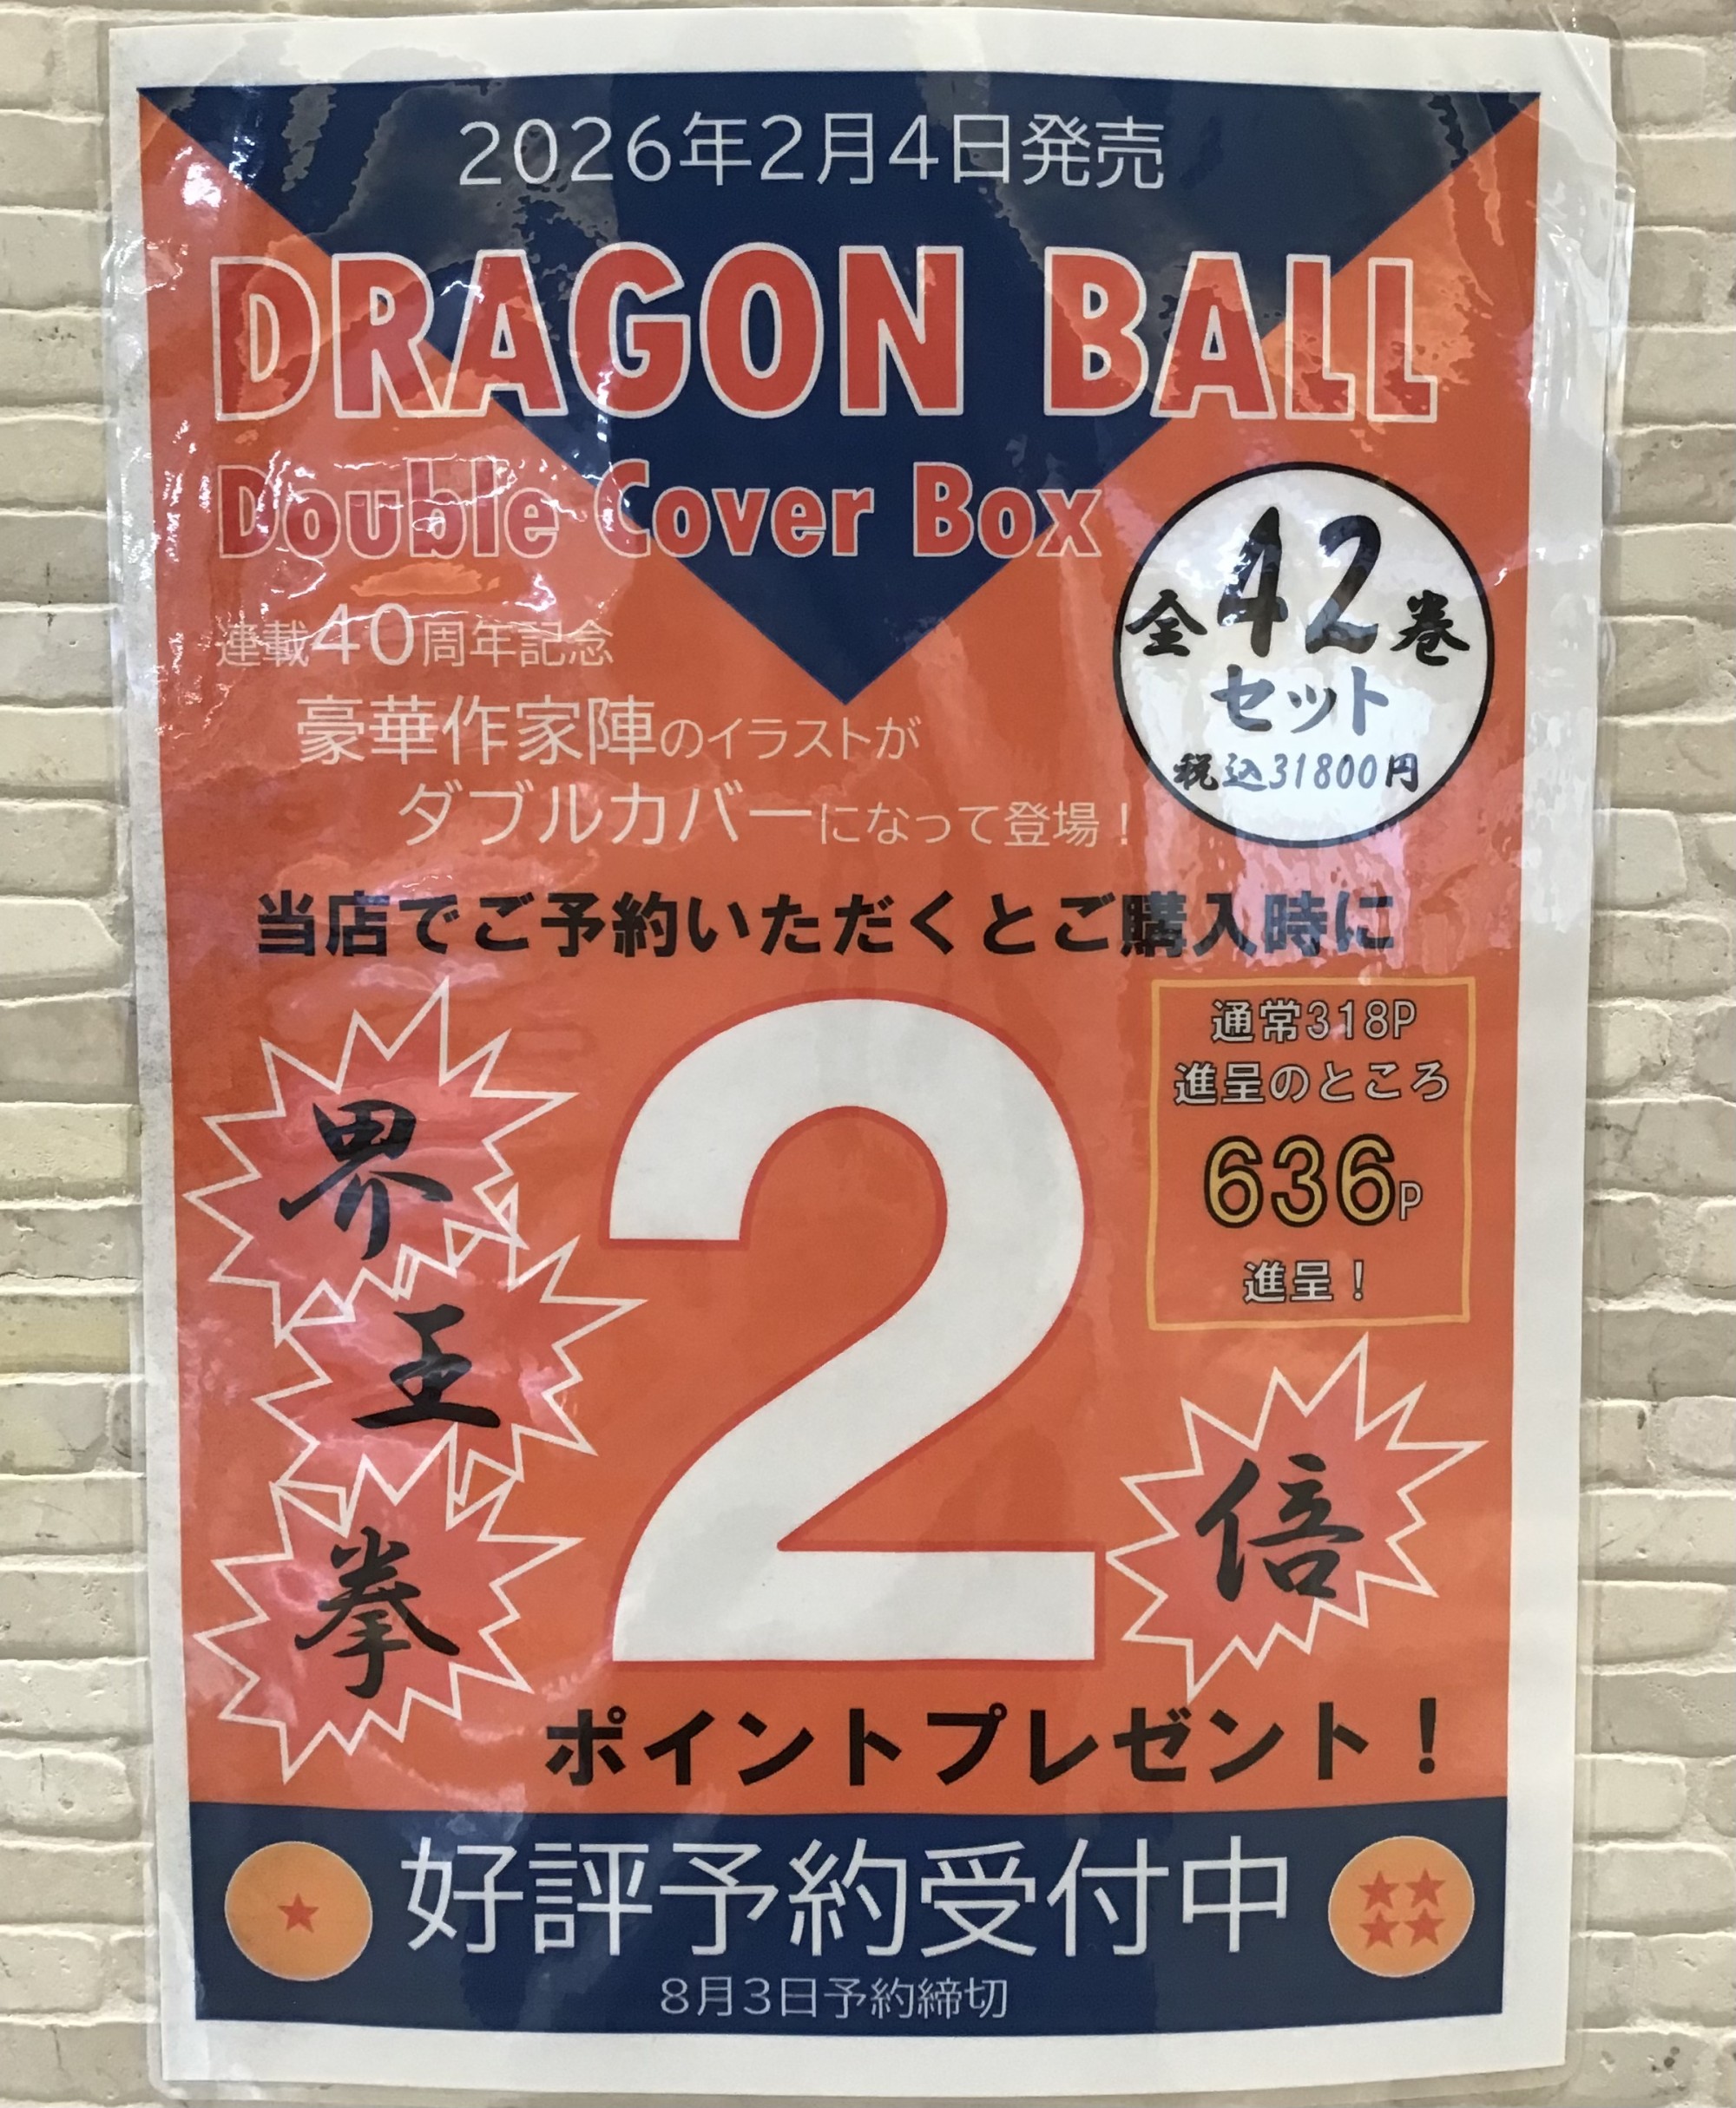 2026年2月4日発売
DRAGON BALL
Double Cover Box
全42巻
セット
税込31800円
連載40周年記念
豪華作家陣のイラストが
ダブルカバーになって登場！
当店でご予約いただくとご購入時に
界王拳
2
倍
通常318P
進呈のところ
636P
進呈！
ポイントプレゼント！
好評予約受付中
8月3日予約締切